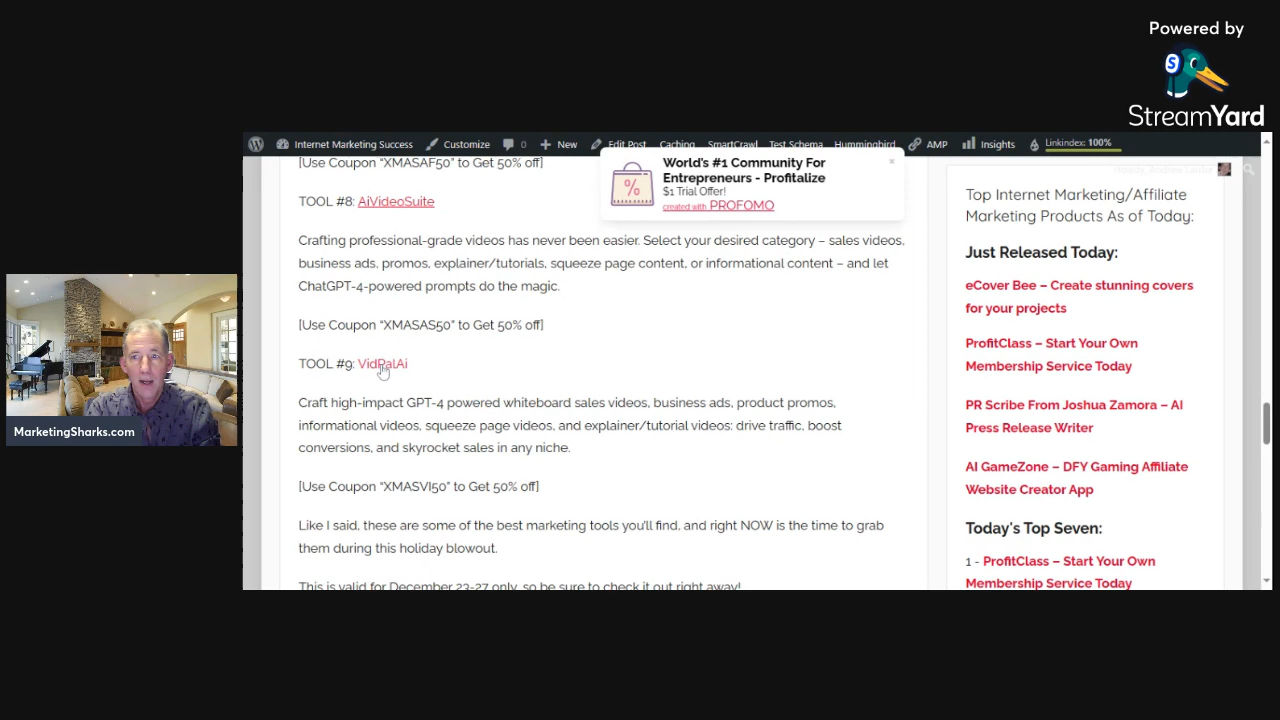 Powered by
S
StreamYard
Internet Marketing Success
Customize
0
New
Edit Post
Caching
SmartCrawl
Test Schema
Hummingbird
AMP
Insights
Linkindex: 100%
[Use Coupon “XMASAF50” to Get 50% off]
World's #1 Community For
Entrepreneurs - Profitalize
$1 Trial Offer!
created with PROFOMO
×
TOOL #8: AiVideoSuite
Crafting professional-grade videos has never been easier. Select your desired category – sales videos,
business ads, promos, explainer/tutorials, squeeze page content, or informational content – and let
ChatGPT-4-powered prompts do the magic.
[Use Coupon “XMASAS50” to Get 50% off]
TOOL #9: VidPalAi
Craft high-impact GPT-4 powered whiteboard sales videos, business ads, product promos,
informational videos, squeeze page videos, and explainer/tutorial videos: drive traffic, boost
conversions, and skyrocket sales in any niche.
[Use Coupon “XMASVI50” to Get 50% off]
Like I said, these are some of the best marketing tools you'll find, and right NOW is the time to grab
them during this holiday blowout.
This is valid for December 23-27 only, so be sure to check it out right away!
Top Internet Marketing/Affiliate
Marketing Products As of Today:
Just Released Today:
eCover Bee – Create stunning covers
for your projects
ProfitClass – Start Your Own
Membership Service Today
PR Scribe From Joshua Zamora – AI
Press Release Writer
AI GameZone – DFY Gaming Affiliate
Website Creator App
Today's Top Seven:
1 - ProfitClass – Start Your Own
Membership Service Today
MarketingSharks.com